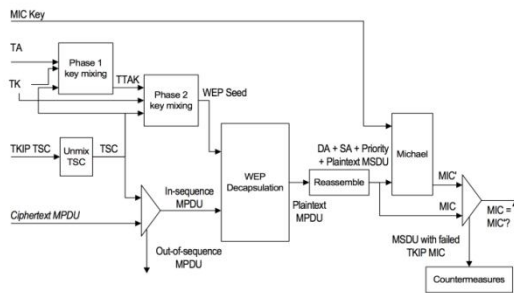 MIC Key
TA
Phase 1
key mixing
TTAK
TK
Phase 2
key mixing
WEP Seed
TKIP TSC
Unmix
TSC
TSC
WEP
Decapsulation
DA + SA + Priority
+ Plaintext MSDU
Reassemble
Michael
In-sequence
MPDU
Plaintext
MPDU
Ciphertext MPDU
Out-of-sequence
MPDU
MIC'
MIC
MIC =
MIC'?
MSDU with failed
TKIP MIC
Countermeasures